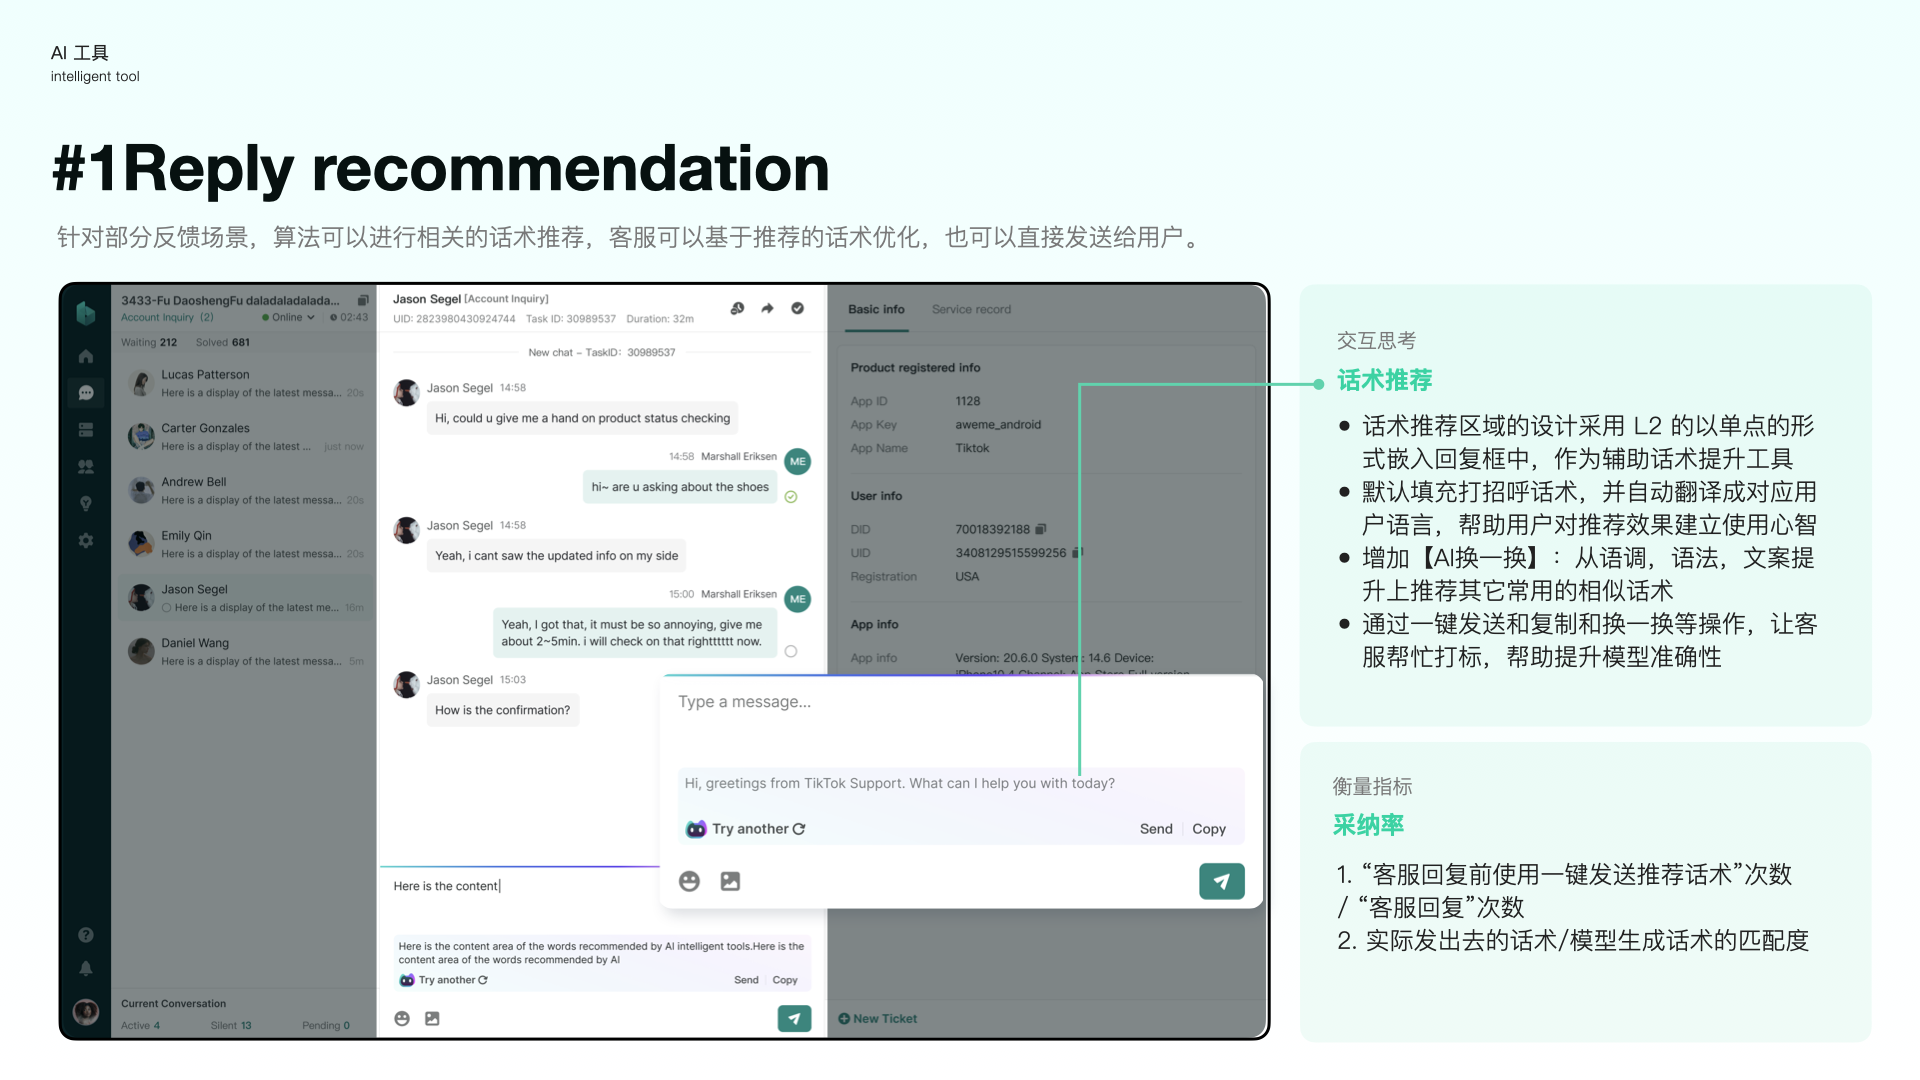 AI 工具
intelligent tool
#1Reply recommendation
针对部分反馈场景，算法可以进行相关的话术推荐，客服可以基于推荐的话术优化，也可以直接发送给用户。
3433-Fu DaoshengFu daladaladalada...
Account Inquiry (2)
Online
02:43
Waiting 212 Solved 681
Lucas Patterson
Here is a display of the latest messa... 20s
Carter Gonzales
Here is a display of the latest ... just now
Andrew Bell
Here is a display of the latest messa... 20s
Emily Qin
Here is a display of the latest messa... 20s
Jason Segel
Here is a display of the latest me... 16m
Daniel Wang
Here is a display of the latest messa... 5m
Current Conversation
Active 4 Silent 13 Pending 0
Jason Segel [Account Inquiry]
UID: 2823980430924744 Task ID: 30989537 Duration: 32m
New chat – TaskID：30989537
Jason Segel 14:58
Hi, could u give me a hand on product status checking
14:58 Marshall Eriksen
ME
hi~ are u asking about the shoes
Jason Segel 14:58
Yeah, i cant saw the updated info on my side
15:00 Marshall Eriksen
ME
Yeah, I got that, it must be so annoying, give me
about 2~5min. i will check on that rightttttt now.
Jason Segel 15:03
How is the confirmation?
Here is the content
Here is the content area of the words recommended by AI intelligent tools.Here is the
content area of the words recommended by AI
Try another
Send Copy
Basic info Service record
Product registered info
App ID 1128
App Key aweme_android
App Name Tiktok
User info
DID 70018392188
UID 3408129515599256
Registration USA
App info
App info Version: 20.6.0 System: 14.6 Device:
Type a message...
Hi, greetings from TikTok Support. What can I help you with today?
Try another
Send Copy
New Ticket
交互思考
话术推荐
• 话术推荐区域的设计采用 L2 的以单点的形
式嵌入回复框中，作为辅助话术提升工具
• 默认填充打招呼话术，并自动翻译成对应用
户语言，帮助用户对推荐效果建立使用心智
• 增加【AI换一换】：从语调，语法，文案提
升上推荐其它常用的相似话术
• 通过一键发送和复制和换一换等操作，让客
服帮忙打标，帮助提升模型准确性
衡量指标
采纳率
1. “客服回复前使用一键发送推荐话术”次数
/ “客服回复”次数
2. 实际发出去的话术/模型生成话术的匹配度